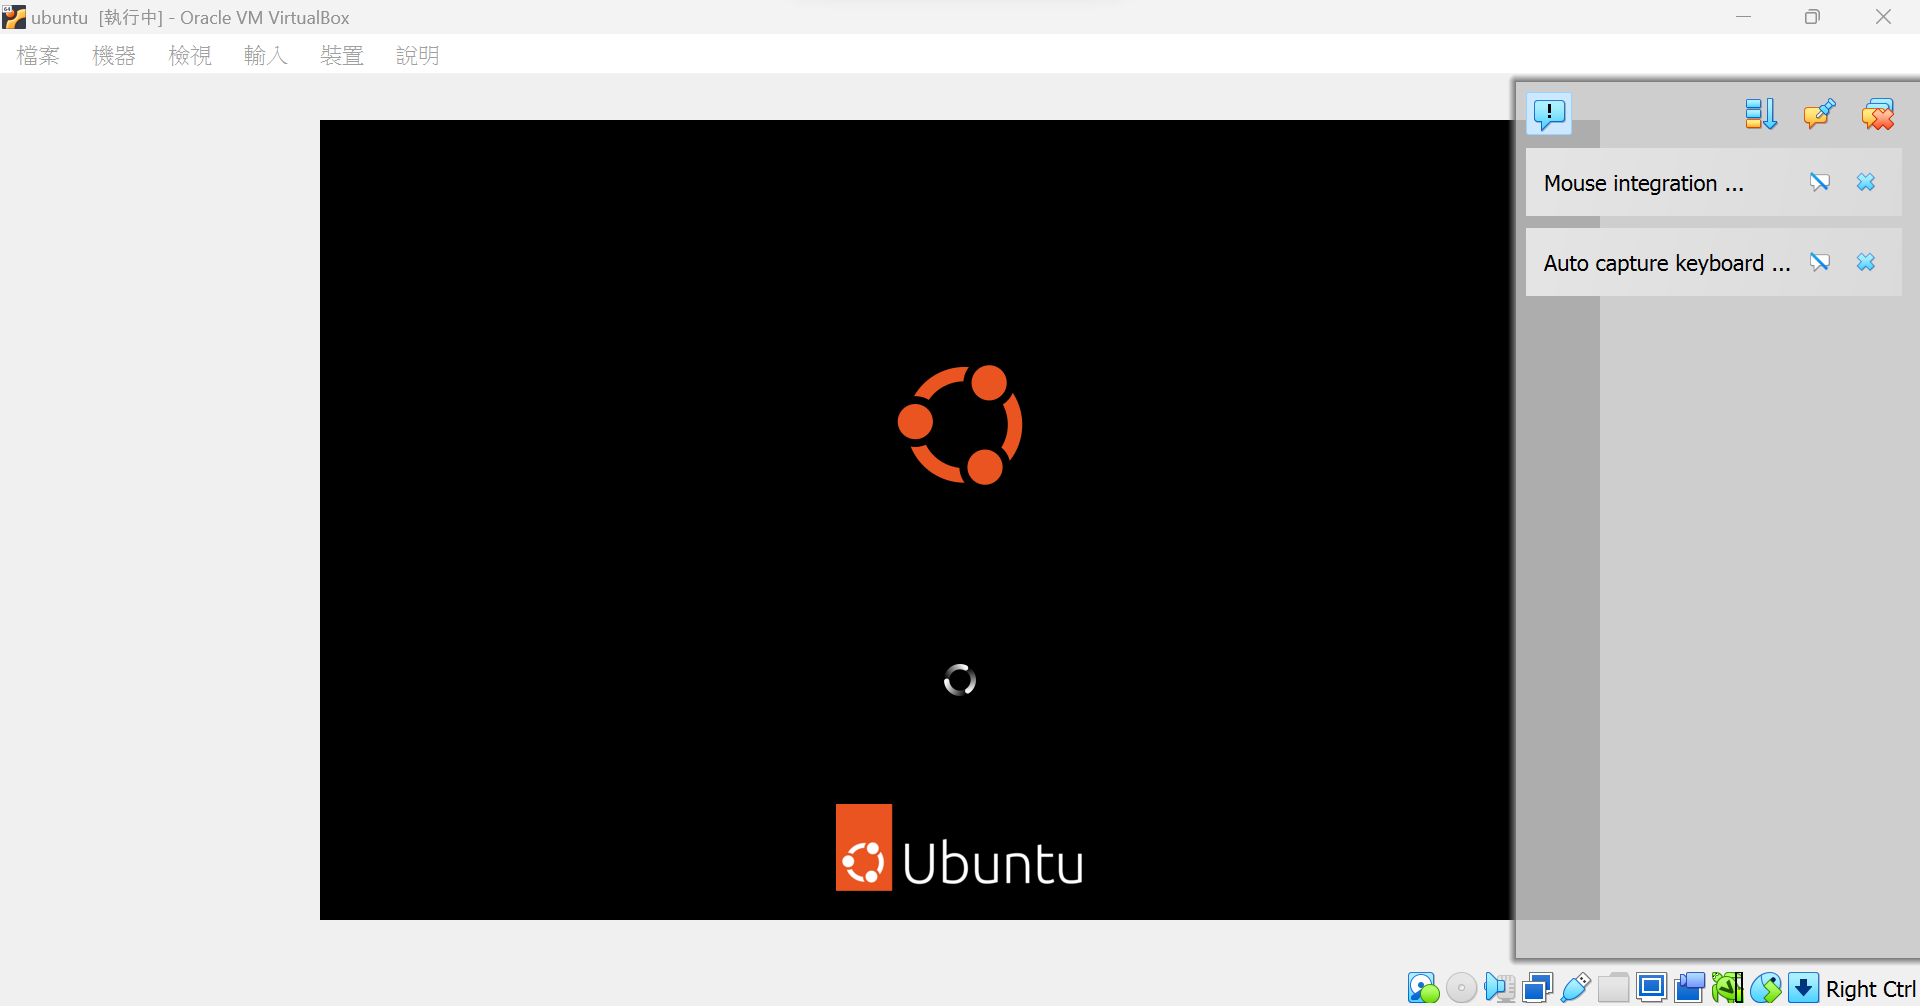 ubuntu [執行中] - Oracle VM VirtualBox
檔案 機器 檢視 輸入 裝置 說明
Mouse integration ...
Auto capture keyboard ...
Ubuntu
Right Ctrl